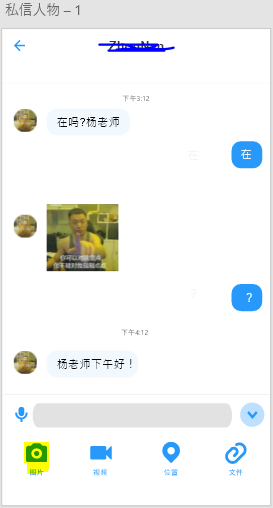 私信人物 – 1
下午3:12
在吗?杨老师
在
?
下午4:12
杨老师下午好！
图片
视频
位置
文件